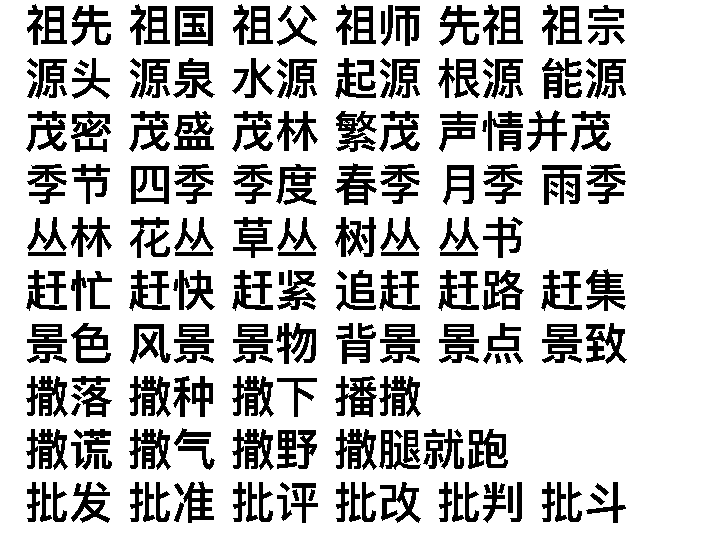 祖先 祖国 祖父 祖师 先祖 祖宗
源头 源泉 水源 起源 根源 能源
茂密 茂盛 茂林 繁茂 声情并茂
季节 四季 季度 春季 月季 雨季
丛林 花丛 草丛 树丛 丛书
赶忙 赶快 赶紧 追赶 赶路 赶集
景色 风景 景物 背景 景点 景致
撒落 撒种 撒下 播撒
撒谎 撒气 撒野 撒腿就跑
批发 批准 批评 批改 批判 批斗